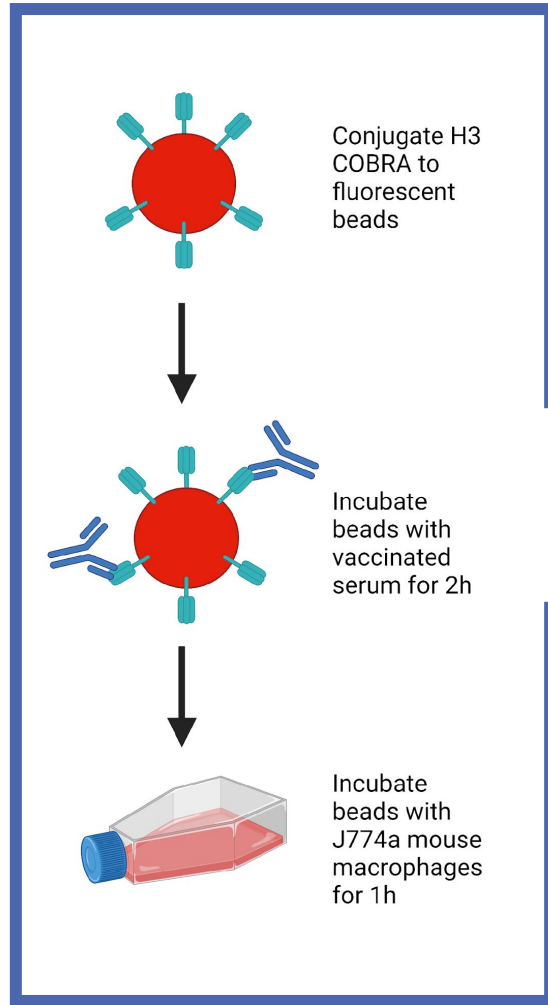 Conjugate H3
COBRA to
fluorescent
beads
Incubate
beads with
vaccinated
serum for 2h
Incubate
beads with
J774a mouse
macrophages
for 1h